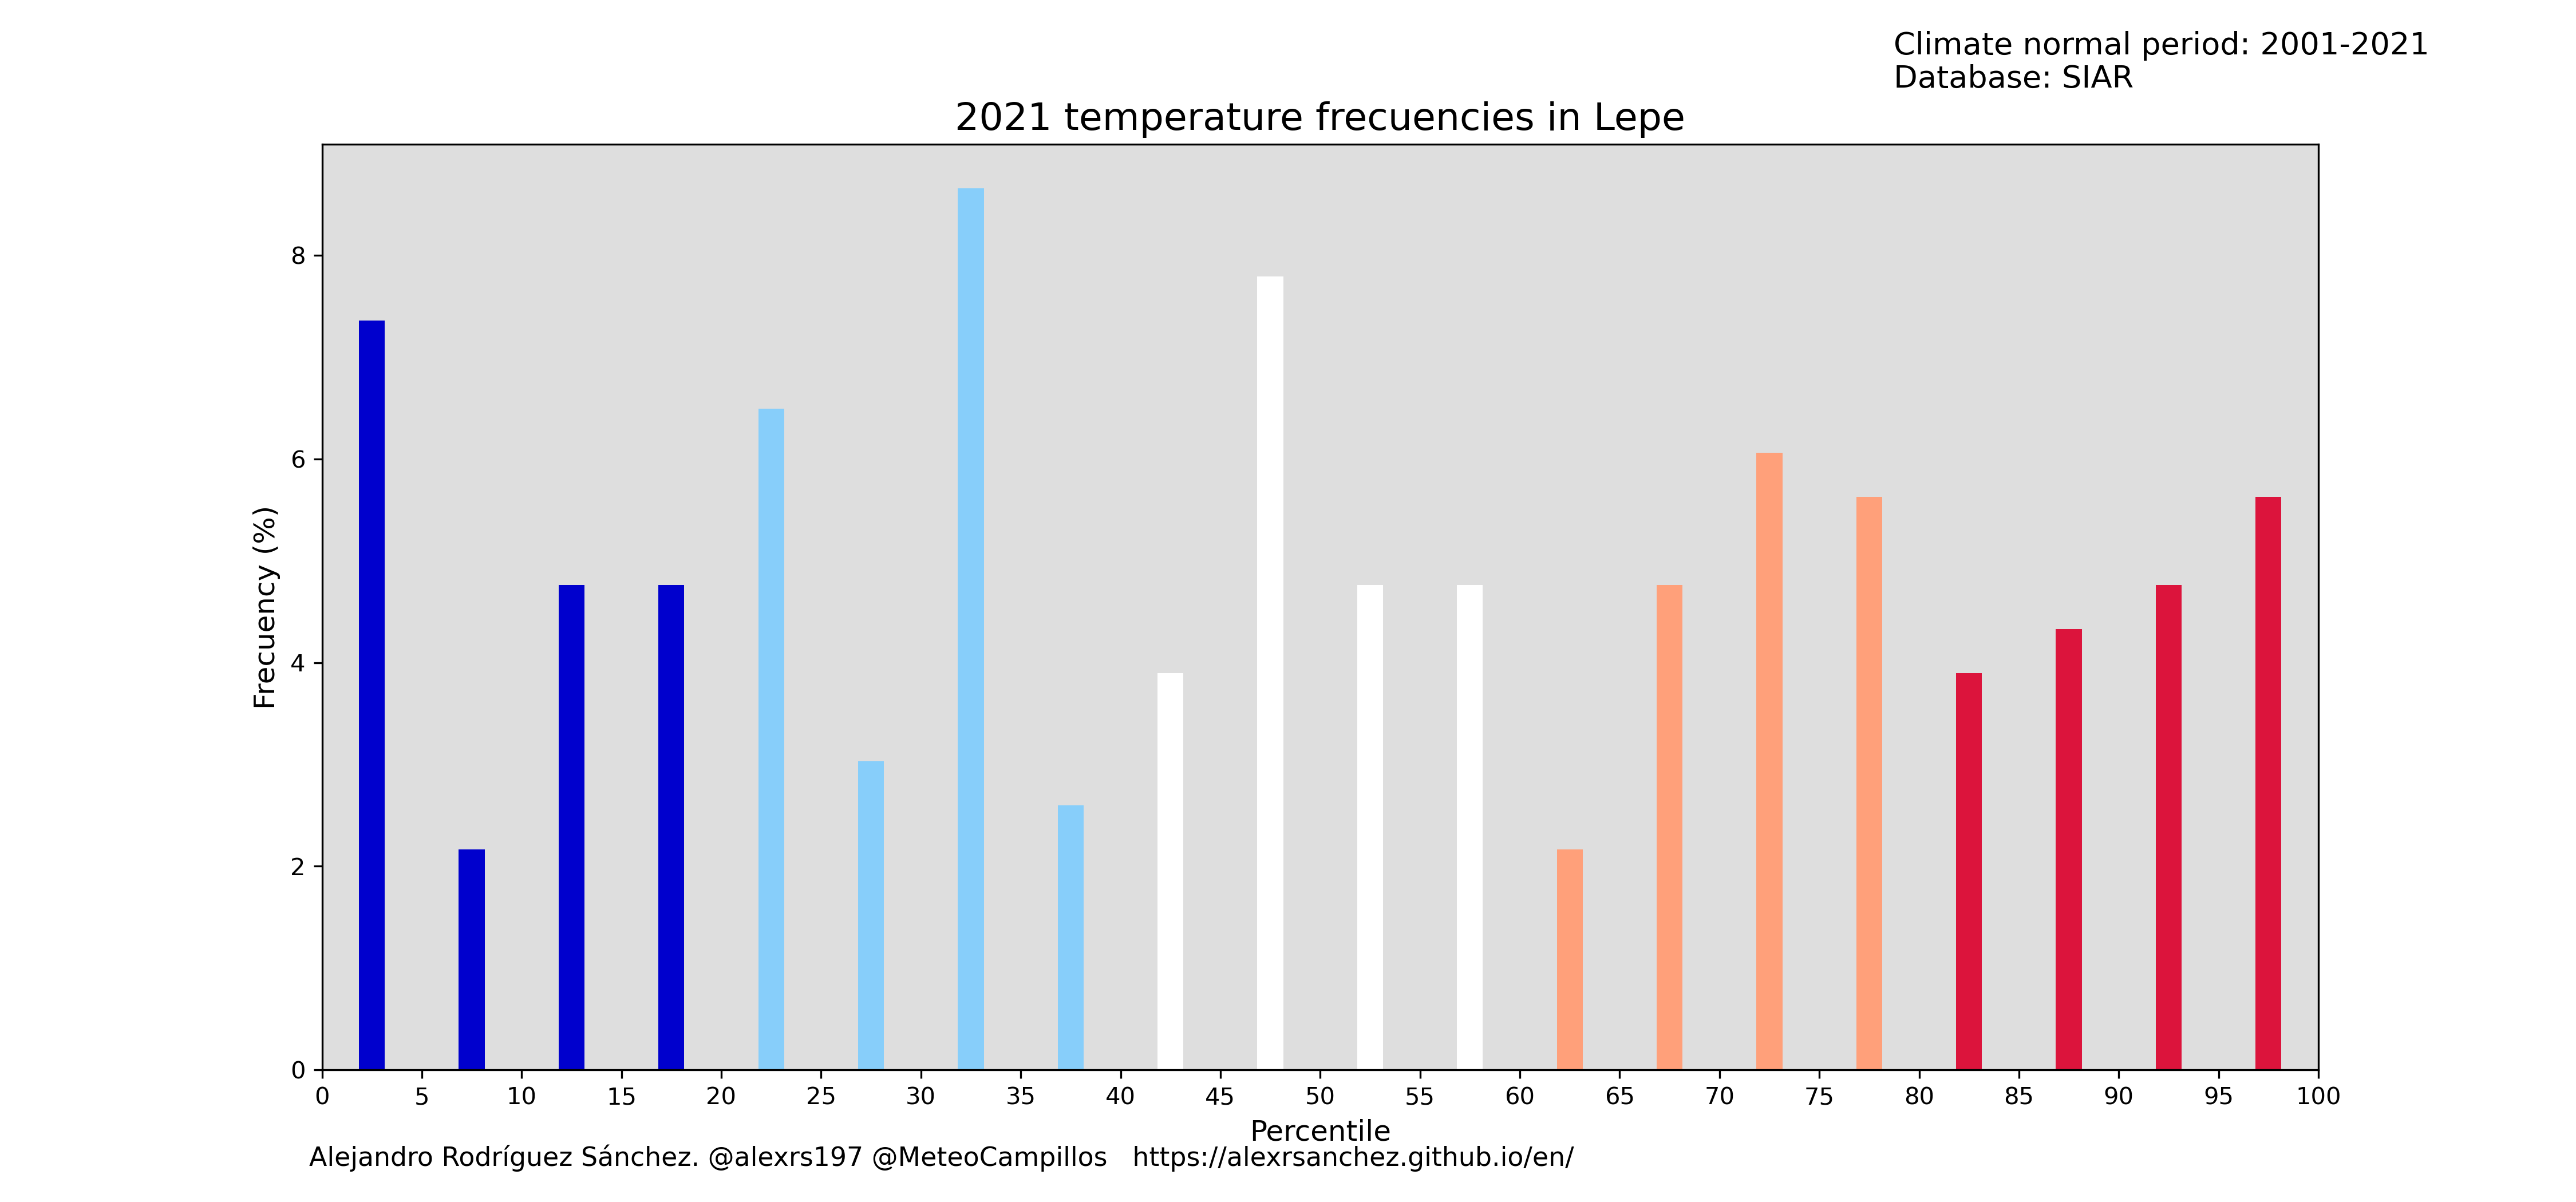 Climate normal period: 2001-2021
Database: SIAR
2021 temperature frecuencies in Lepe
8
6
4
2
0
Frecuency (%)
0 5 10 15 20 25 30 35 40 45 50 55 60 65 70 75 80 85 90 95 100
Percentile
Alejandro Rodríguez Sánchez. @alexrs197 @MeteoCampillos https://alexrsanchez.github.io/en/